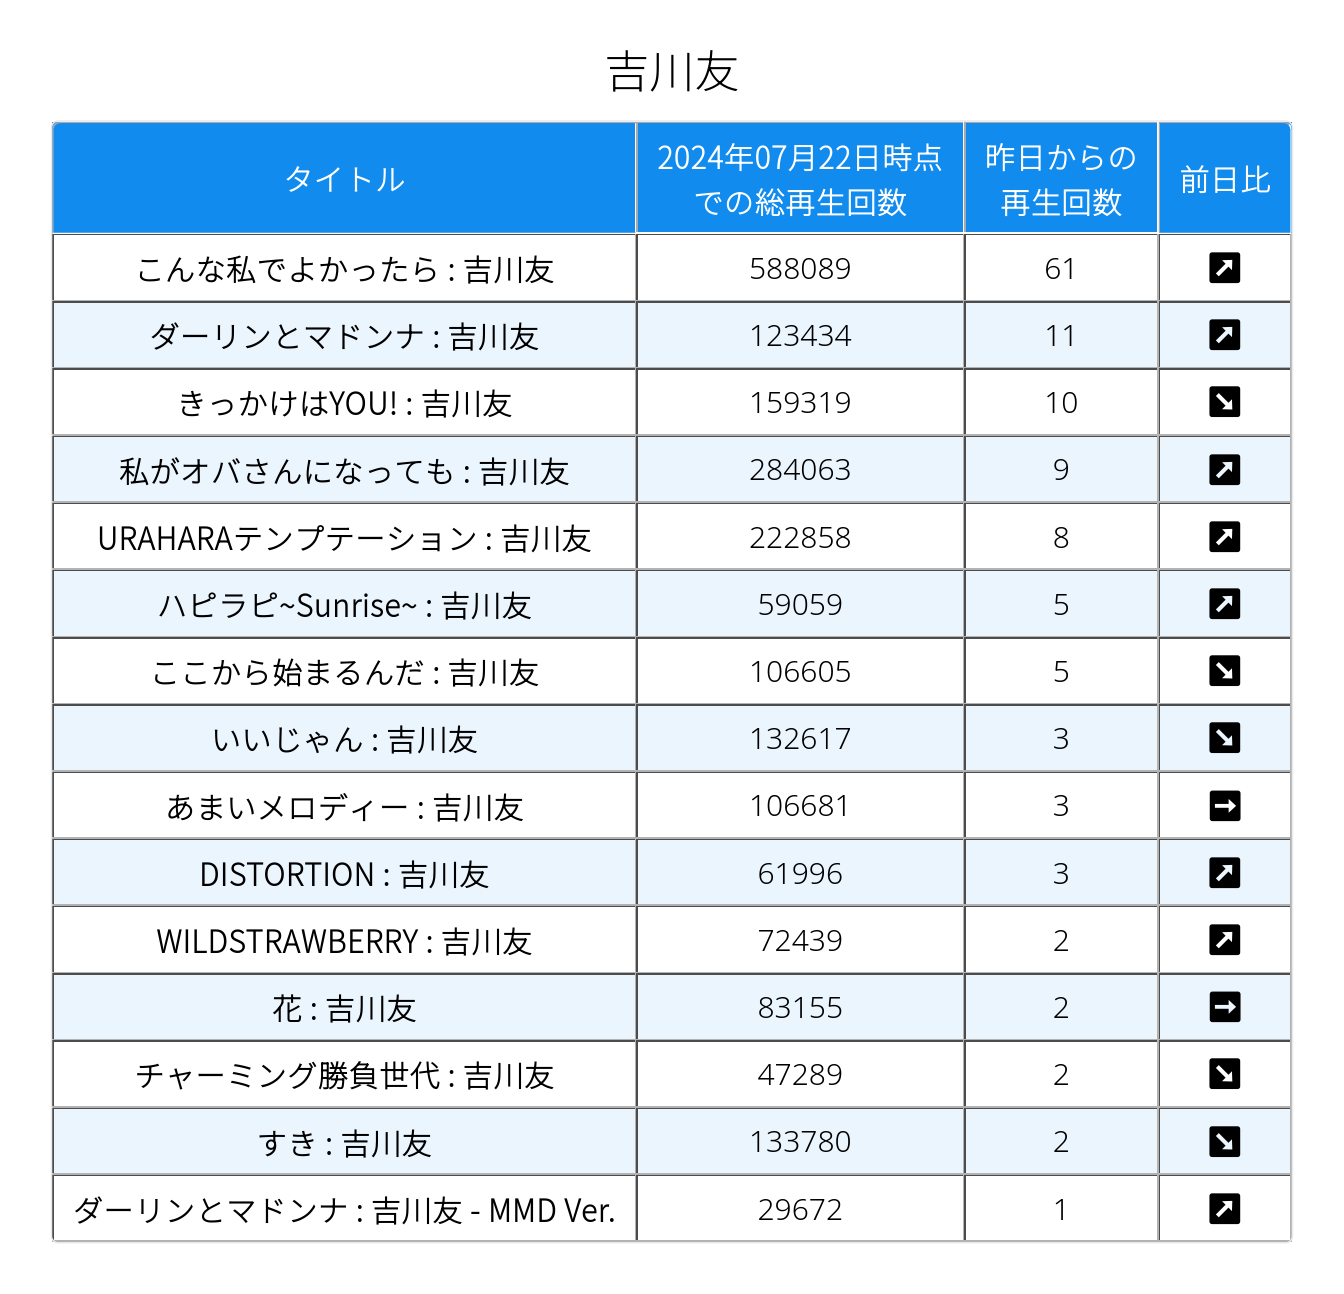 吉川友
タイトル
2024年07月22日時点
での総再生回数
昨日からの
再生回数
前日比
こんな私でよかったら : 吉川友 588089 61
ダーリンとマドンナ : 吉川友 123434 11
きっかけはYOU! : 吉川友 159319 10
私がオバさんになっても : 吉川友 284063 9
URAHARAテンプテーション : 吉川友 222858 8
ハピラピ~Sunrise~ : 吉川友 59059 5
ここから始まるんだ : 吉川友 106605 5
いいじゃん : 吉川友 132617 3
あまいメロディー : 吉川友 106681 3
DISTORTION : 吉川友 61996 3
WILDSTRAWBERRY : 吉川友 72439 2
花 : 吉川友 83155 2
チャーミング勝負世代 : 吉川友 47289 2
すき : 吉川友 133780 2
ダーリンとマドンナ : 吉川友 - MMD Ver. 29672 1